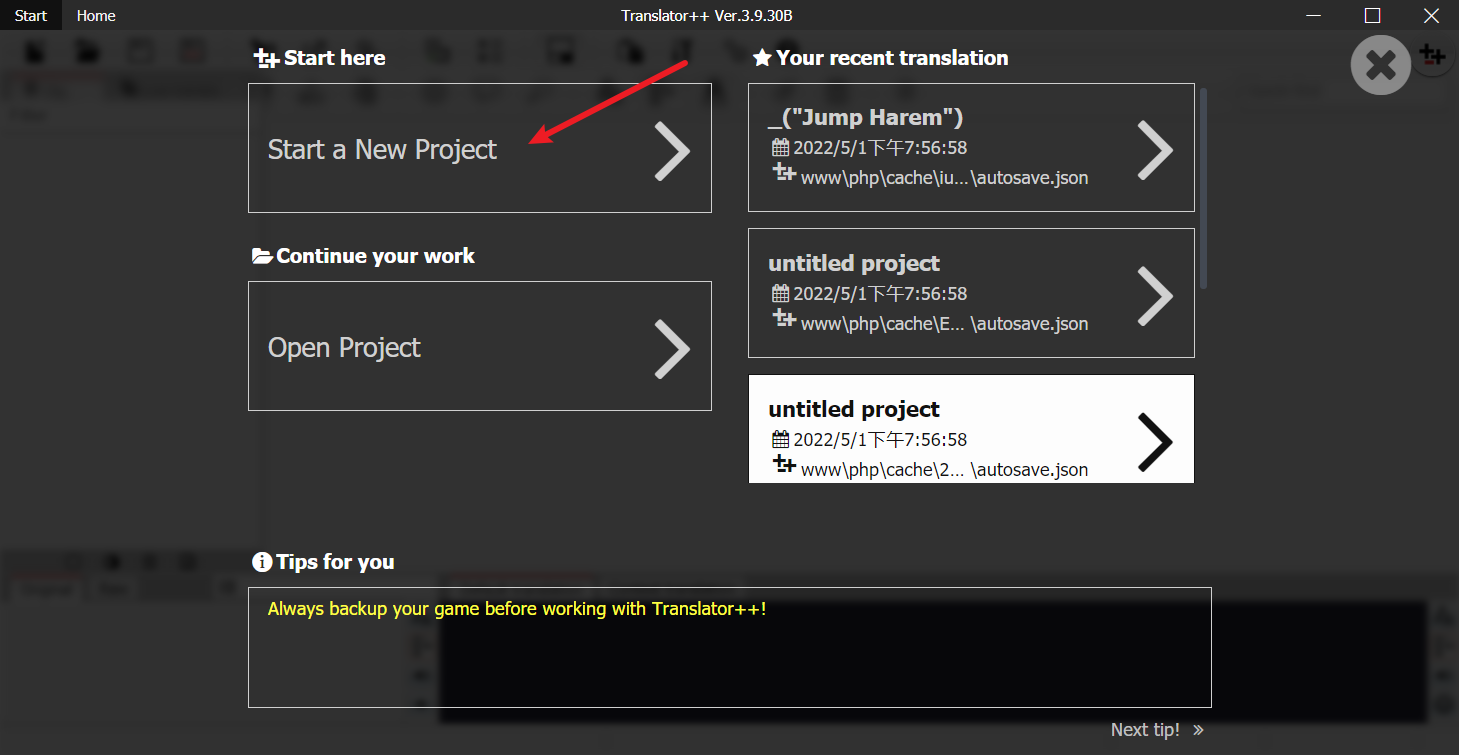 Start Home Translator++ Ver.3.9.30B
Start here
Start a New Project
Continue your work
Open Project
Your recent translation
_("Jump Harem")
2022/5/1下午7:56:58
www\php\cache\iu... \autosave.json
untitled project
2022/5/1下午7:56:58
www\php\cache\E... \autosave.json
untitled project
2022/5/1下午7:56:58
www\php\cache\2... \autosave.json
Tips for you
Always backup your game before working with Translator++!
Next tip! »